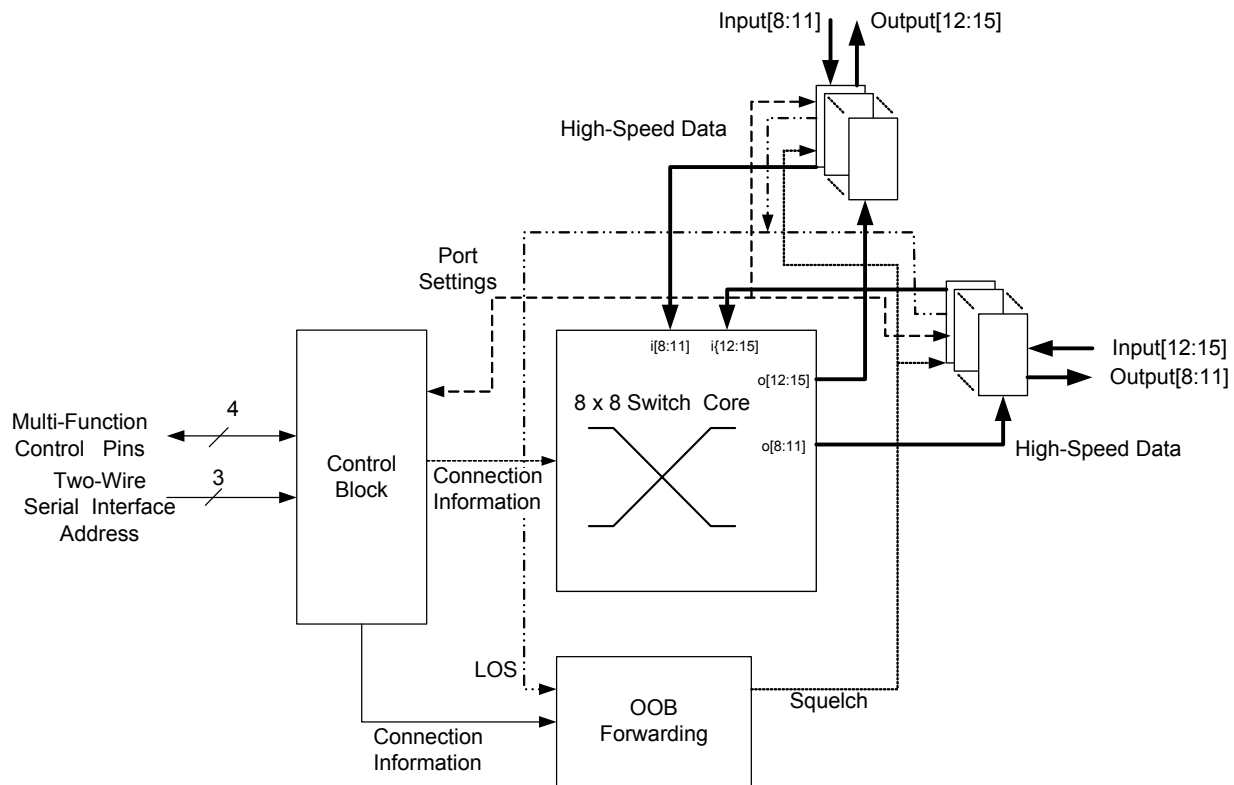 Input[8:11]
Output[12:15]
High-Speed Data
Port
Settings
i[8:11]
i{12:15]
o[12:15]
o[8:11]
8 x 8 Switch Core
Input[12:15]
Output[8:11]
High-Speed Data
Multi-Function
Control Pins
4
Two-Wire
Serial Interface
Address
3
Control
Block
Connection
Information
LOS
OOB
Forwarding
Squelch
Connection
Information